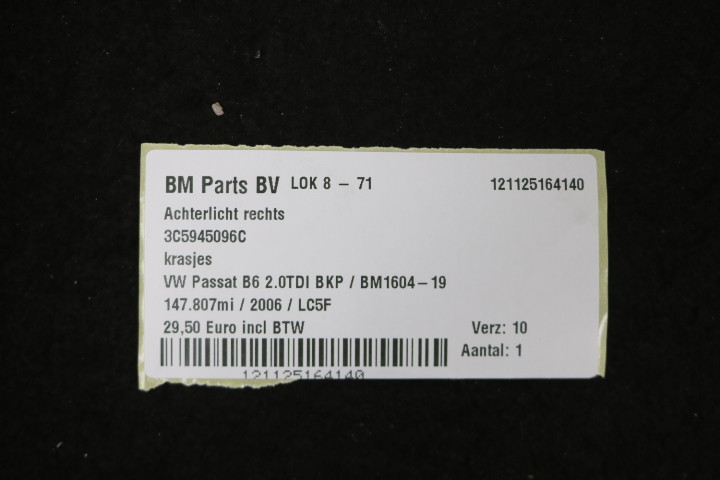 BM Parts BV LOK 8 – 71 121125164140
Achterlicht rechts
3C5945096C
krasjes
VW Passat B6 2.0TDI BKP / BM1604–19
147.807mi / 2006 / LC5F
29,50 Euro incl BTW Verz: 10
Aantal: 1
121125164140